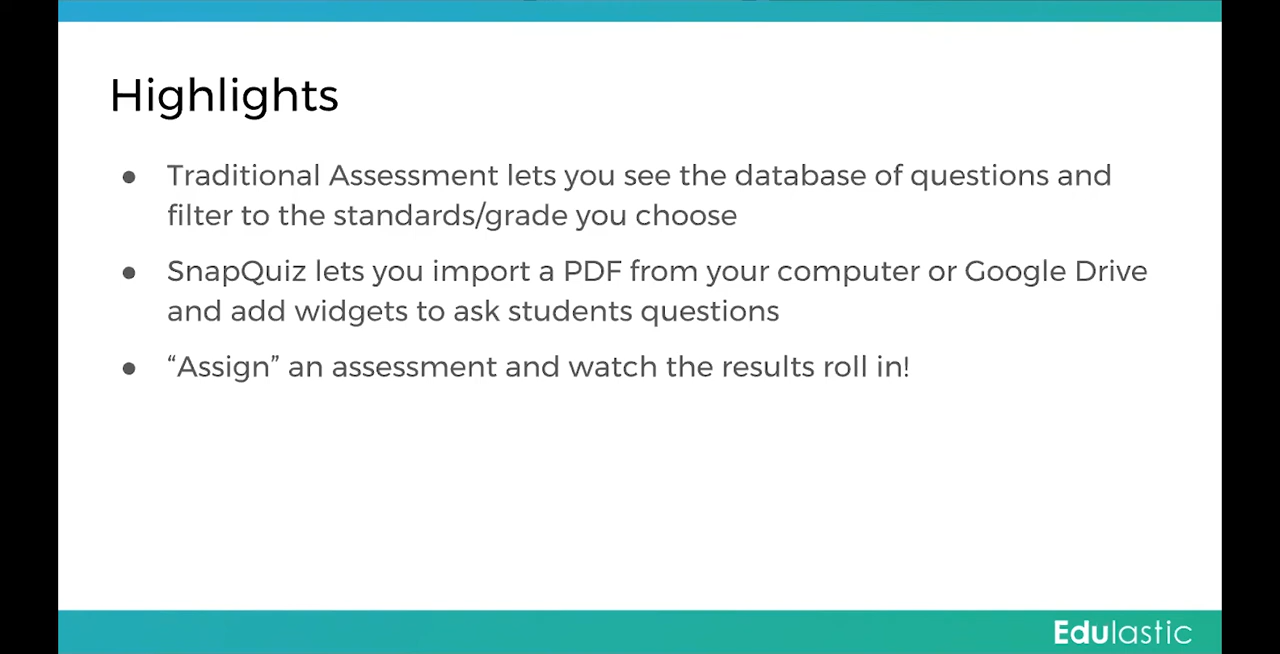 Highlights
● Traditional Assessment lets you see the database of questions and
filter to the standards/grade you choose
● SnapQuiz lets you import a PDF from your computer or Google Drive
and add widgets to ask students questions
● “Assign” an assessment and watch the results roll in!
Edulastic